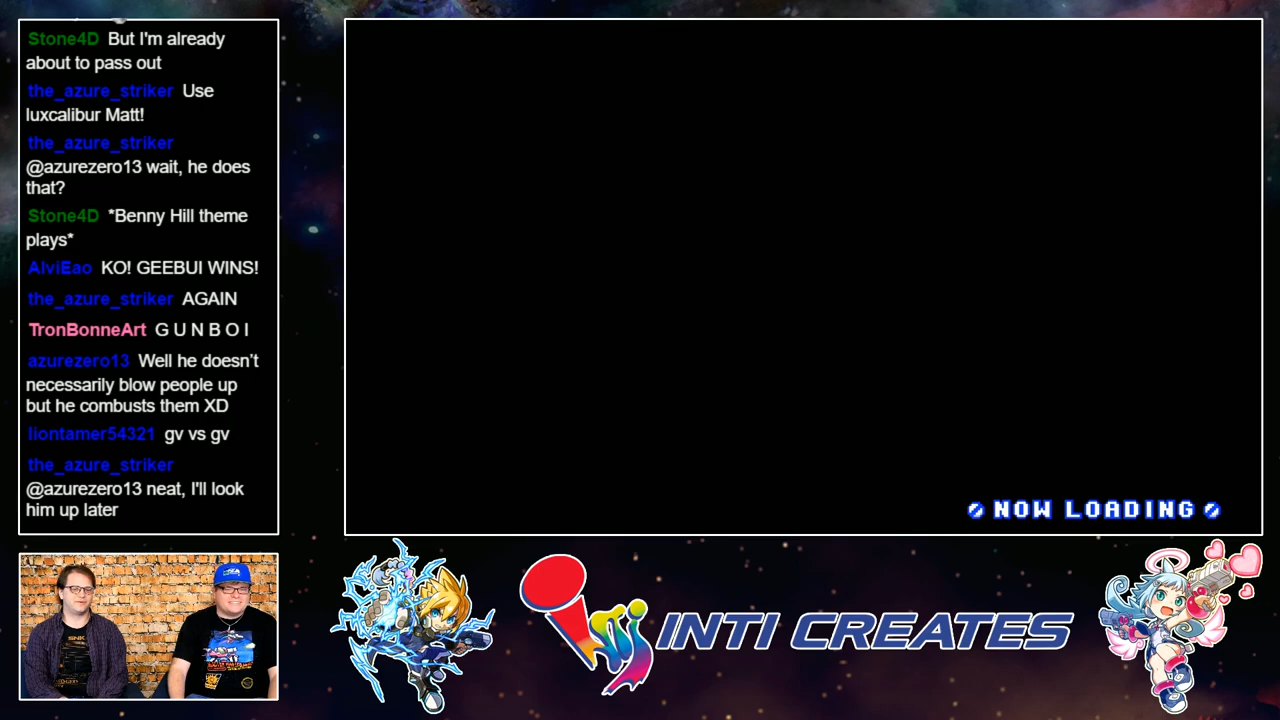 Stone4D But I'm already
about to pass out
the_azure_striker Use
luxcalibur Matt!
the_azure_striker
@azurezero13 wait, he does
that?
Stone4D *Benny Hill theme
plays*
AlviEao KO! GEEBUI WINS!
the_azure_striker AGAIN
TronBonneArt G U N B O I
azurezero13 Well he doesn't
necessarily blow people up
but he combusts them XD
liontamer54321 gv vs gv
the_azure_striker
@azurezero13 neat, I'll look
him up later
NOW LOADING
SNK
Inti
INTI CREATES